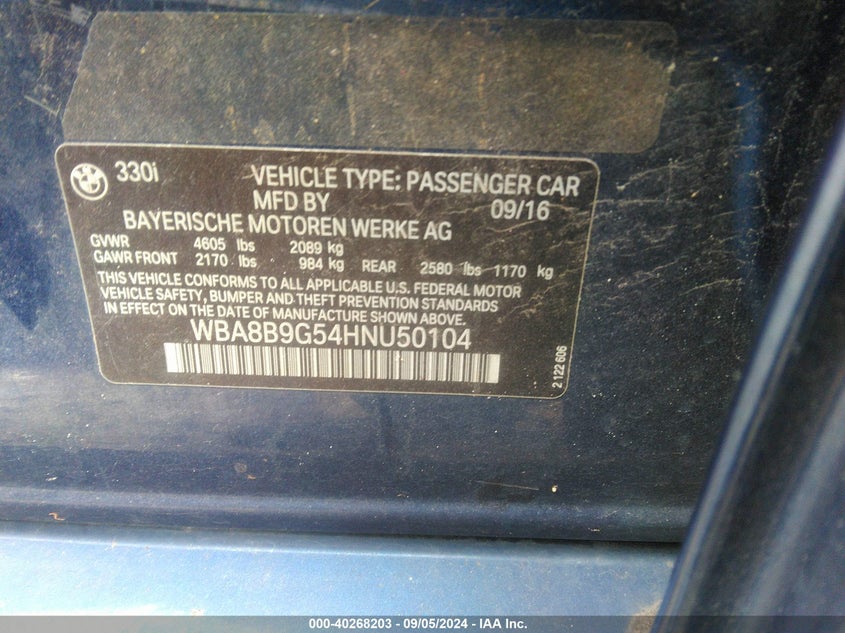 330i
VEHICLE TYPE: PASSENGER CAR
MFD BY 09/16
BAYERISCHE MOTOREN WERKE AG
GVWR 4605 lbs 2089 kg
GAWR FRONT 2170 lbs 984 kg REAR 2580 lbs 1170 kg
THIS VEHICLE CONFORMS TO ALL APPLICABLE U.S. FEDERAL MOTOR
VEHICLE SAFETY, BUMPER AND THEFT PREVENTION STANDARDS
IN EFFECT ON THE DATE OF MANUFACTURE SHOWN ABOVE.
WBA8B9G54HNU50104
2 122 606
000-40268203 - 09/05/2024 - IAA Inc.